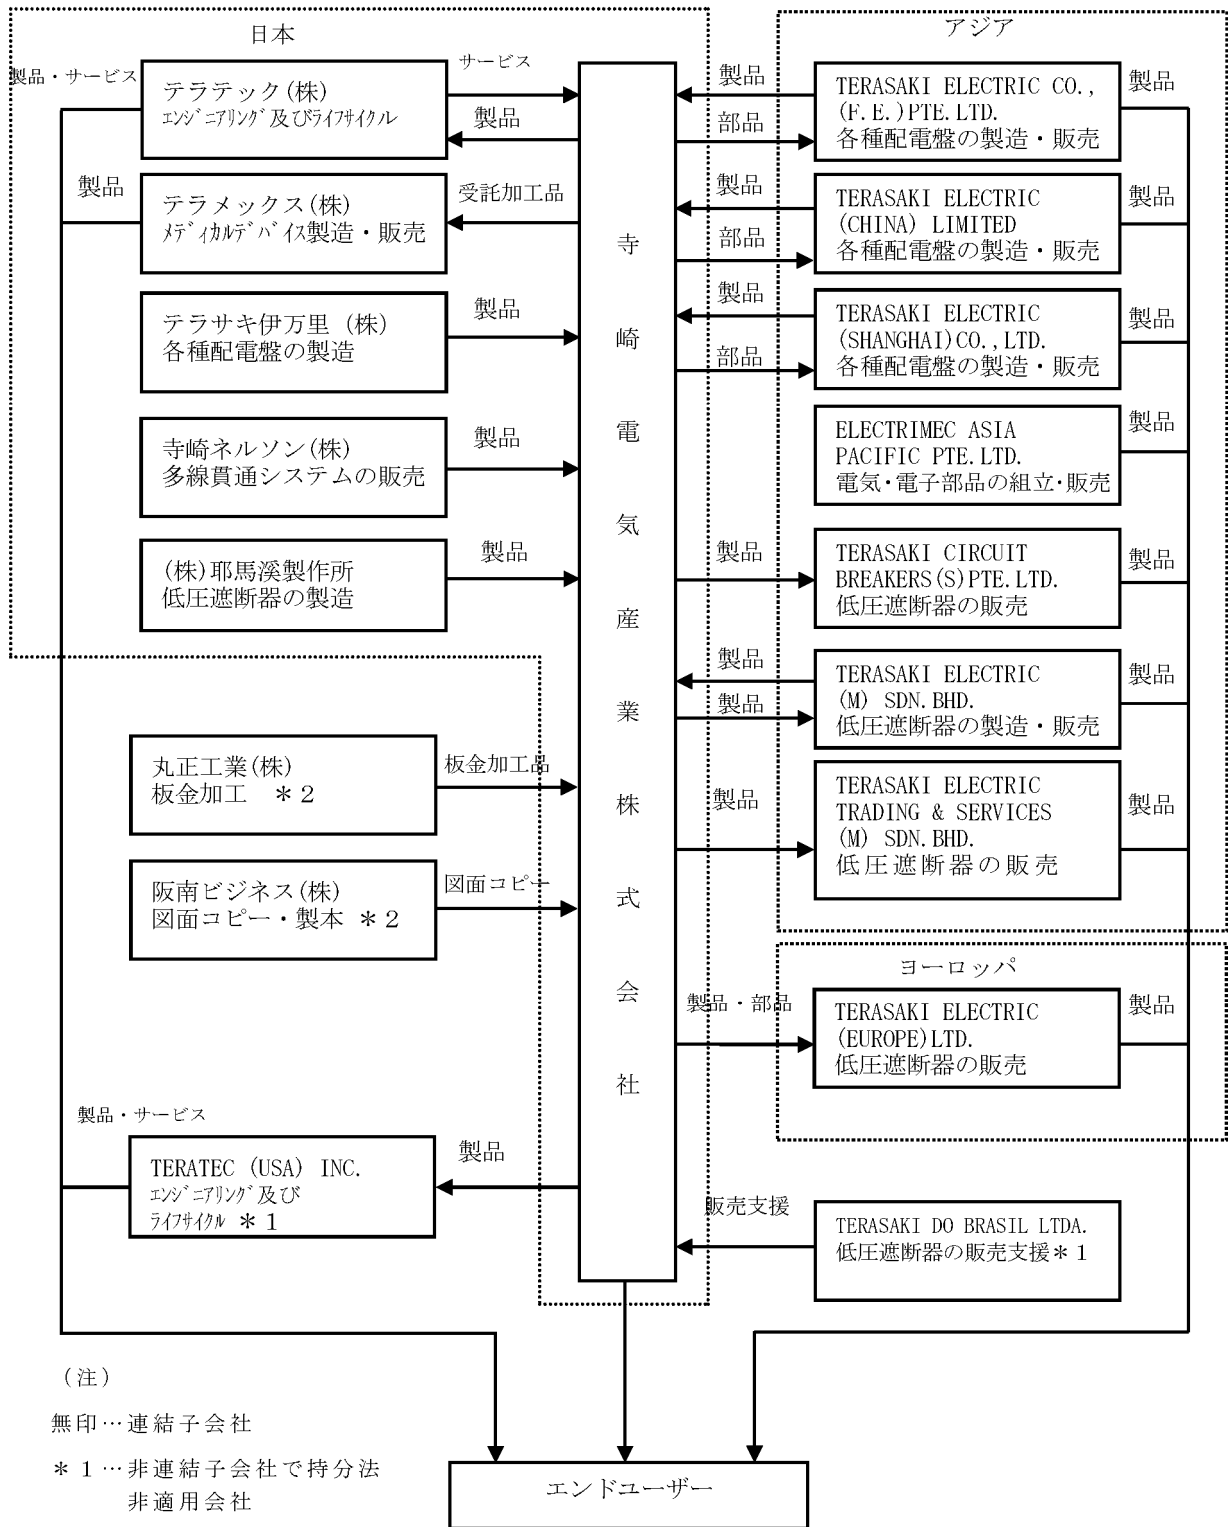 日本
アジア
製品・サービス
テラテック(株)
エンジニアリング及びライフサイクル
サービス
製品
製品
部品
TERASAKI ELECTRIC CO.,
(F.E.)PTE.LTD.
各種配電盤の製造・販売
製品
製品
テラメックス(株)
メディカルデバイス製造・販売
受託加工品
製品
部品
TERASAKI ELECTRIC
(CHINA) LIMITED
各種配電盤の製造・販売
製品
テラサキ伊万里 (株)
各種配電盤の製造
製品
製品
部品
TERASAKI ELECTRIC
(SHANGHAI)CO.,LTD.
各種配電盤の製造・販売
製品
寺崎ネルソン(株)
多線貫通システムの販売
製品
ELECTRIMEC ASIA
PACIFIC PTE.LTD.
電気・電子部品の組立・販売
製品
(株)耶馬溪製作所
低圧遮断器の製造
製品
製品
TERASAKI CIRCUIT
BREAKERS(S)PTE.LTD.
低圧遮断器の販売
製品
寺崎電気産業株式会社
製品
製品
TERASAKI ELECTRIC
(M) SDN.BHD.
低圧遮断器の製造・販売
製品
丸正工業(株)
板金加工 *2
板金加工品
製品
TERASAKI ELECTRIC
TRADING & SERVICES
(M) SDN.BHD.
低圧遮断器の販売
製品
阪南ビジネス(株)
図面コピー・製本 *2
図面コピー
ヨーロッパ
製品・部品
TERASAKI ELECTRIC
(EUROPE)LTD.
低圧遮断器の販売
製品
製品・サービス
TERATEC (USA) INC.
エンジニアリング及び
ライフサイクル *1
製品
販売支援
TERASAKI DO BRASIL LTDA.
低圧遮断器の販売支援*1
(注)
無印…連結子会社
*1…非連結子会社で持分法
非適用会社
エンドユーザー